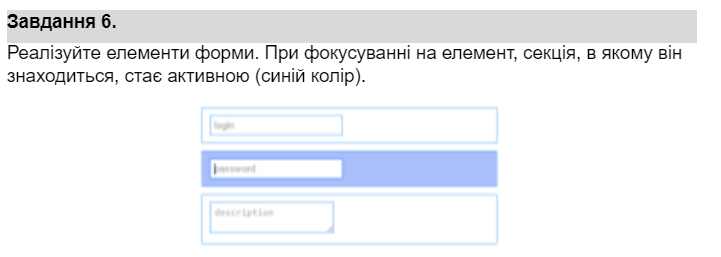 Завдання 6.
Реалізуйте елементи форми. При фокусуванні на елемент, секція, в якому він
знаходиться, стає активною (синій колір).
login
password
description